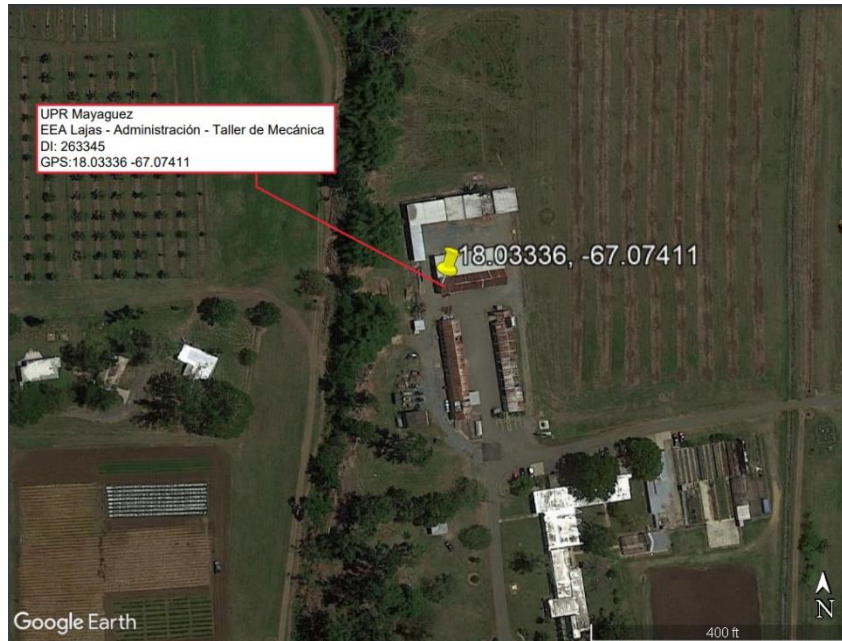 UPR Mayaguez
EEA Lajas - Administración - Taller de Mecánica
DI: 263345
GPS:18.03336 -67.07411
18.03336, -67.07411
Google Earth
N
400 ft